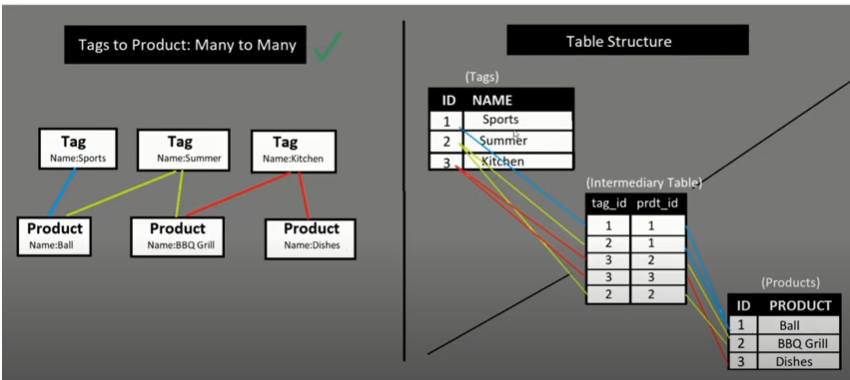 Tags to Product: Many to Many
Tag
Name:Sports
Tag
Name:Summer
Tag
Name:Kitchen
Product
Name:Ball
Product
Name:BBQ Grill
Product
Name:Dishes
Table Structure
(Tags)
ID NAME
1 Sports
2 Summer
3 Kitchen
(Intermediary Table)
tag_id prdt_id
1 1
2 1
3 2
3 3
2 2
(Products)
ID PRODUCT
1 Ball
2 BBQ Grill
3 Dishes